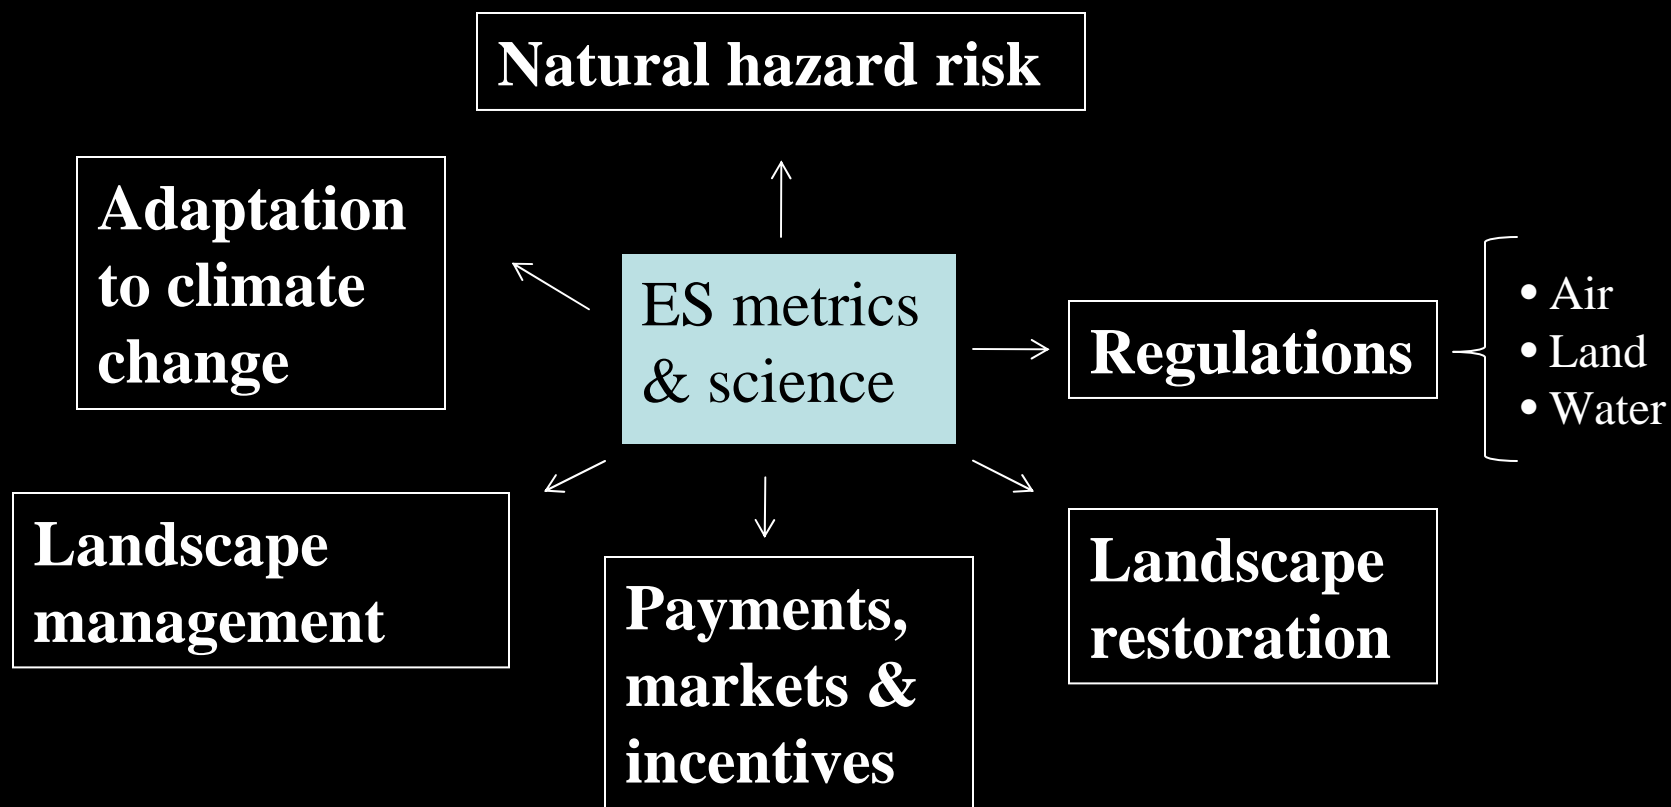 Natural hazard risk
Adaptation
to climate
change
ES metrics
& science
Regulations
• Air
• Land
• Water
Landscape
management
Payments,
markets &
incentives
Landscape
restoration